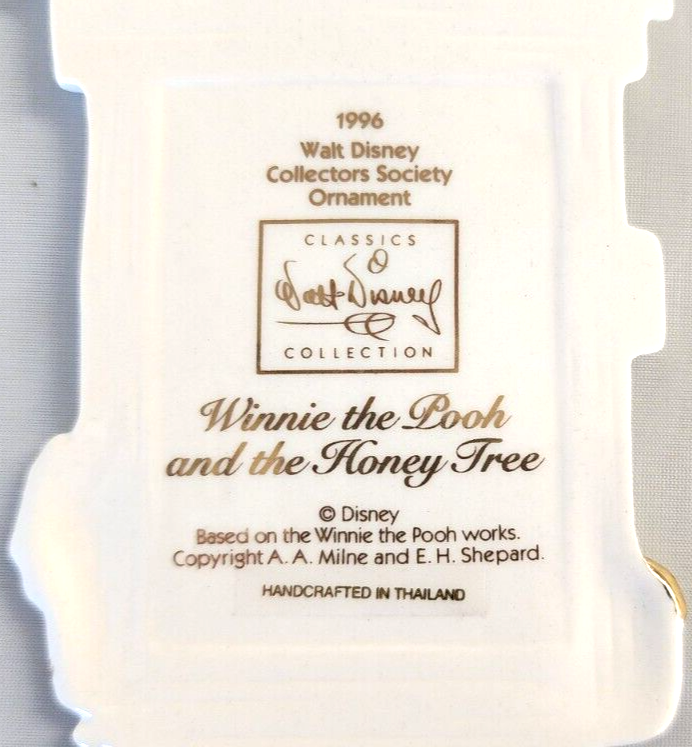 1996
Walt Disney
Collectors Society
Ornament
CLASSICS
Walt Disney
COLLECTION
Winnie the Pooh
and the Honey Tree
© Disney
Based on the Winnie the Pooh works.
Copyright A. A. Milne and E. H. Shepard.
HANDCRAFTED IN THAILAND